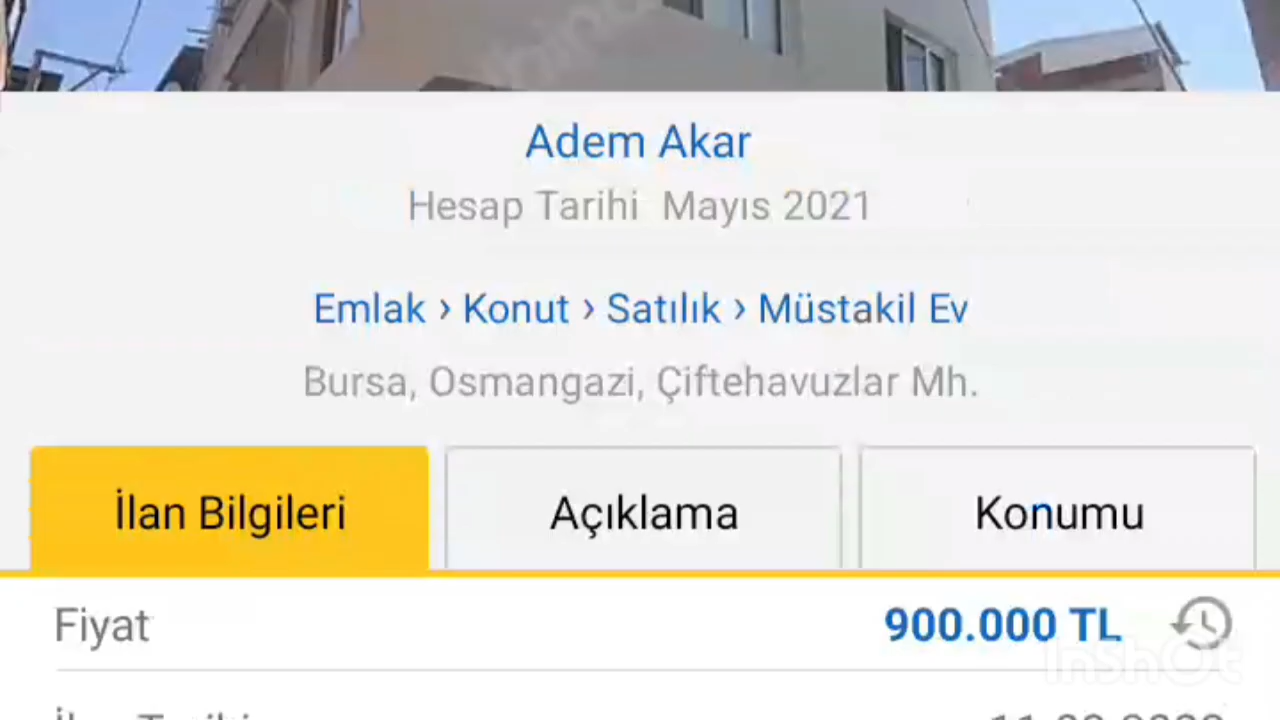 Adem Akar
Hesap Tarihi Mayıs 2021
Emlak › Konut › Satılık › Müstakil Ev
Bursa, Osmangazi, Çiftehavuzlar Mh.
İlan Bilgileri
Açıklama
Konumu
Fiyat
900.000 TL
InShOt